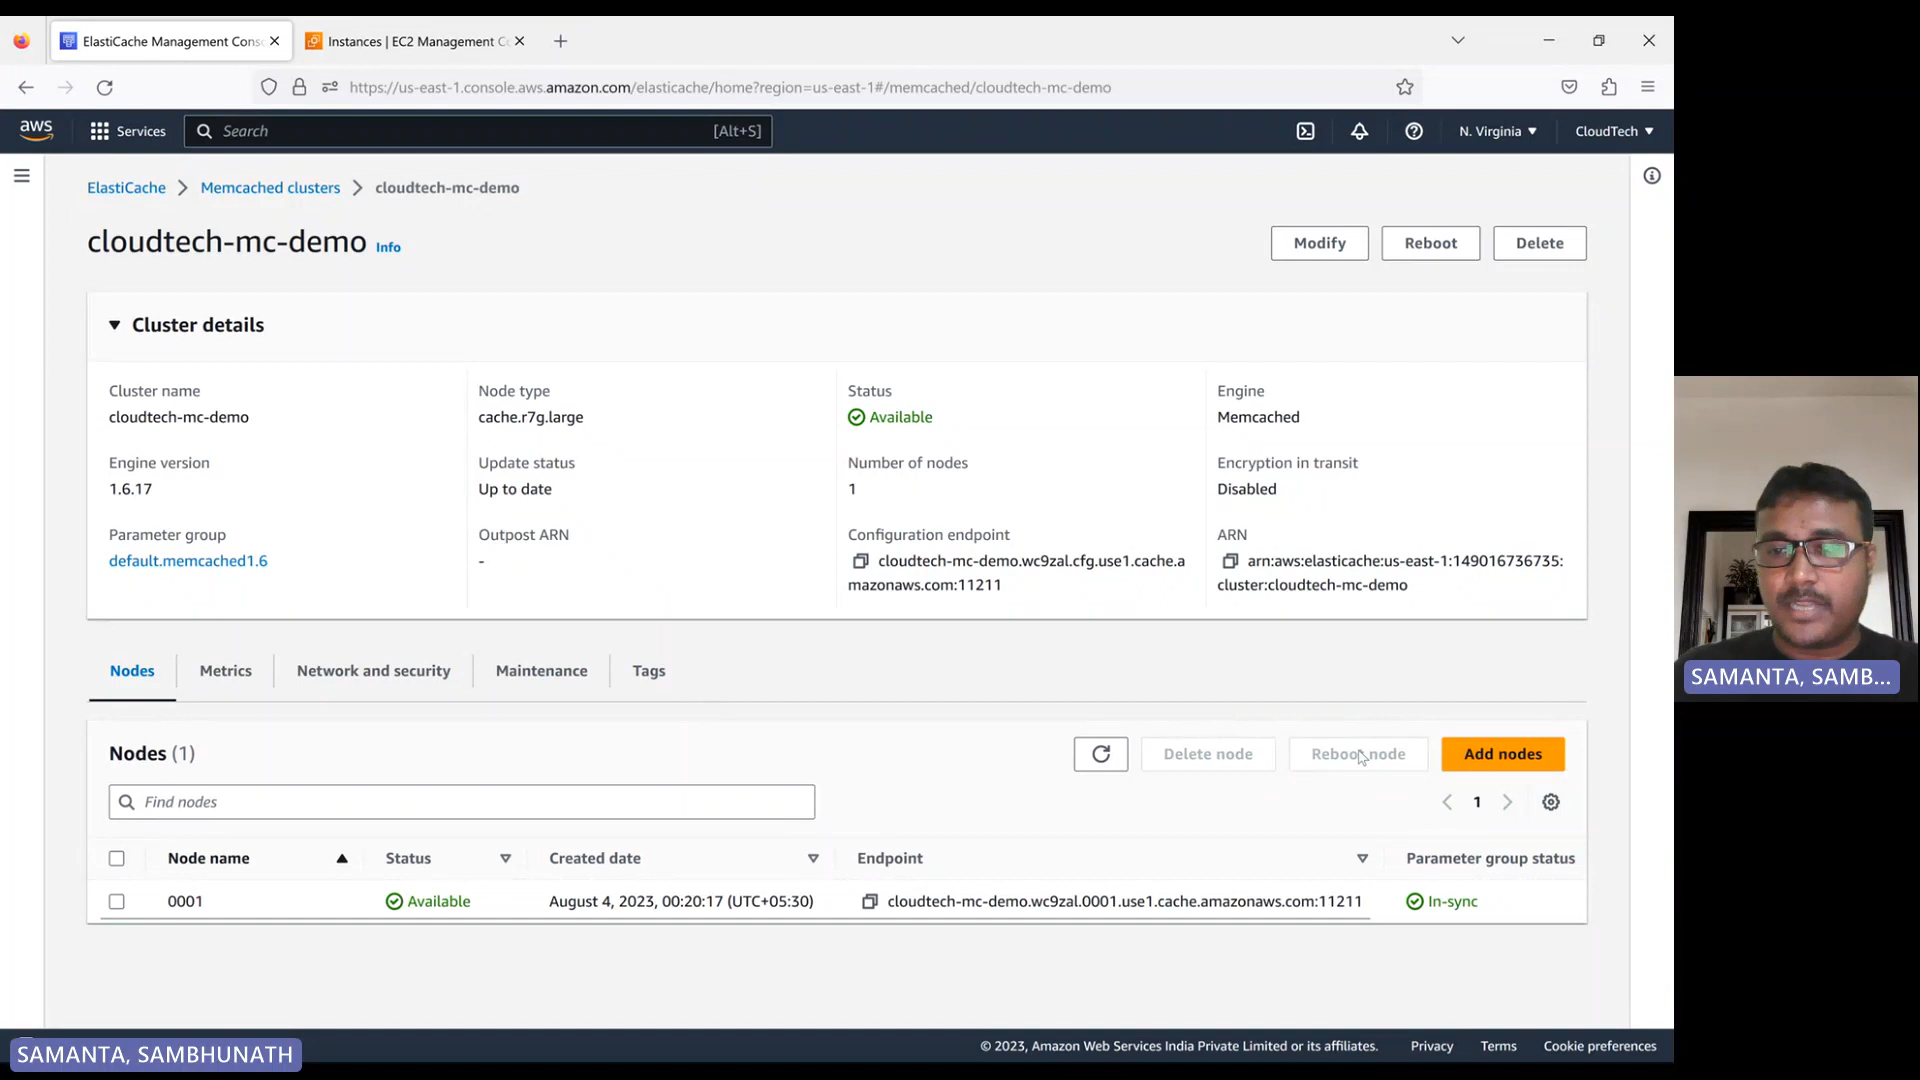 ElastiCache Management Cons
Instances | EC2 Management Co
https://us-east-1.console.aws.amazon.com/elasticache/home?region=us-east-1#/memcached/cloudtech-mc-demo
aws Services Search [Alt+S] N. Virginia CloudTech
ElastiCache Memcached clusters cloudtech-mc-demo
cloudtech-mc-demo Info
Modify Reboot Delete
Cluster details
Cluster name Node type Status Engine
cloudtech-mc-demo cache.r7g.large Available Memcached
Engine version Update status Number of nodes Encryption in transit
1.6.17 Up to date 1 Disabled
Parameter group Outpost ARN Configuration endpoint ARN
default.memcached1.6 - cloudtech-mc-demo.wc9zal.cfg.use1.cache.a arn:aws:elasticache:us-east-1:149016736735:
mazonaws.com:11211 cluster:cloudtech-mc-demo
SAMANTA, SAMB...
Nodes Metrics Network and security Maintenance Tags
Nodes (1) Delete node Reboot node Add nodes
Find nodes 1
Node name Status Created date Endpoint Parameter group status
0001 Available August 4, 2023, 00:20:17 (UTC+05:30) cloudtech-mc-demo.wc9zal.0001.use1.cache.amazonaws.com:11211 In-sync
© 2023, Amazon Web Services India Private Limited or its affiliates. Privacy Terms Cookie preferences
SAMANTA, SAMBHUNATH